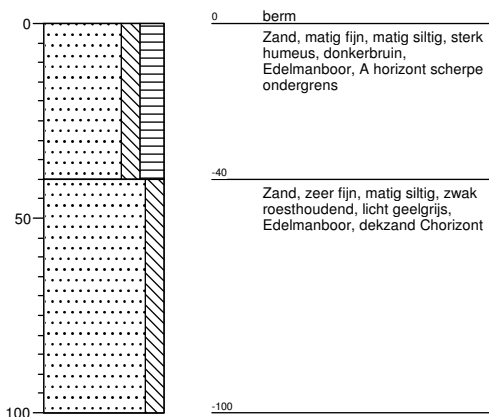 0
0
berm
Zand, matig fijn, matig siltig, sterk
humeus, donkerbruin,
Edelmanboor, A horizont scherpe
ondergrens
-40
Zand, zeer fijn, matig siltig, zwak
roesthoudend, licht geelgrijs,
Edelmanboor, dekzand Chorizont
50
100
-100